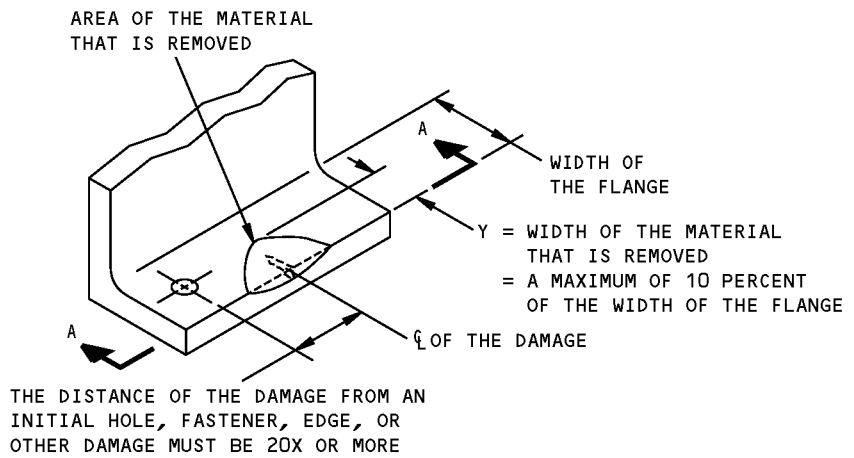 AREA OF THE MATERIAL
THAT IS REMOVED
A
WIDTH OF
THE FLANGE
Y = WIDTH OF THE MATERIAL
THAT IS REMOVED
= A MAXIMUM OF 10 PERCENT
OF THE WIDTH OF THE FLANGE
A
℄ OF THE DAMAGE
THE DISTANCE OF THE DAMAGE FROM AN
INITIAL HOLE, FASTENER, EDGE, OR
OTHER DAMAGE MUST BE 20X OR MORE